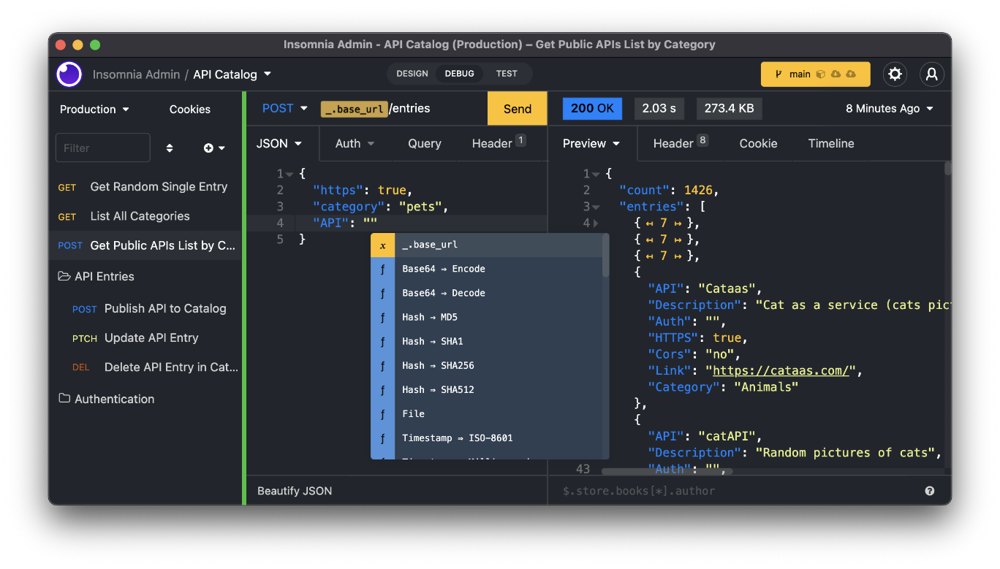 Insomnia Admin - API Catalog (Production) – Get Public APIs List by Category
Insomnia Admin / API Catalog
DESIGN DEBUG TEST
main
Production Cookies
Filter
GET Get Random Single Entry
GET List All Categories
POST Get Public APIs List by C...
API Entries
POST Publish API to Catalog
PTCH Update API Entry
DEL Delete API Entry in Cat...
Authentication
POST _.base_url/entries Send
JSON Auth Query Header 1
1 {
2 "https": true,
3 "category": "pets",
4 "API": ""
5 }
x _.base_url
ƒ Base64 ⇒ Encode
ƒ Base64 ⇒ Decode
ƒ Hash ⇒ MD5
ƒ Hash ⇒ SHA1
ƒ Hash ⇒ SHA256
ƒ Hash ⇒ SHA512
ƒ File
ƒ Timestamp ⇒ ISO-8601
Beautify JSON
200 OK 2.03 s 273.4 KB 8 Minutes Ago
Preview Header 8 Cookie Timeline
1 {
2 "count": 1426,
3 "entries": [
4 {↤ 7 ↦},
{↤ 7 ↦},
{↤ 7 ↦},
{
"API": "Cataas",
"Description": "Cat as a service (cats pict
"Auth": "",
"HTTPS": true,
"Cors": "no",
"Link": "https://cataas.com/",
"Category": "Animals"
},
{
"API": "catAPI",
"Description": "Random pictures of cats",
43 "Auth": "",
$.store.books[*].author